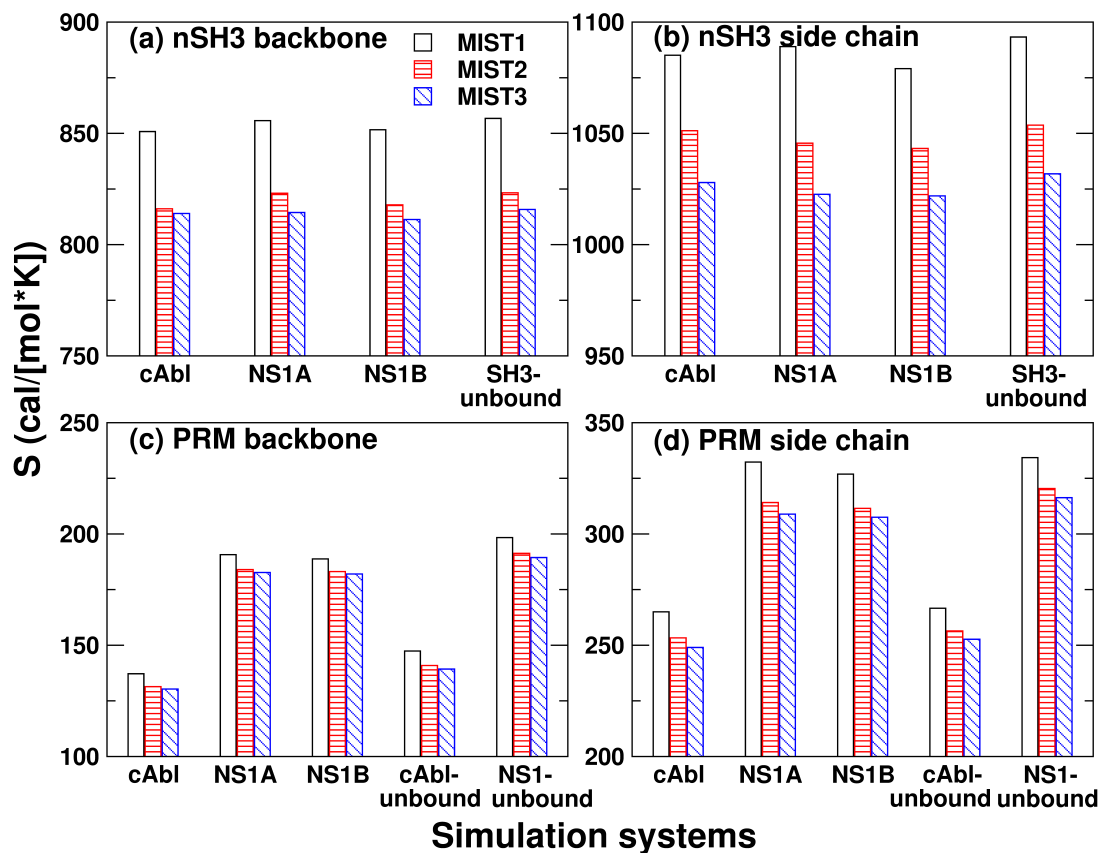 (a) nSH3 backbone
MIST1
MIST2
MIST3
900
850
800
750
cAbl NS1A NS1B SH3-
unbound
(b) nSH3 side chain
1100
1050
1000
950
cAbl NS1A NS1B SH3-
unbound
S (cal/[mol*K])
(c) PRM backbone
250
200
150
100
cAbl NS1A NS1B cAbl- NS1-
unbound unbound
(d) PRM side chain
350
300
250
200
cAbl NS1A NS1B cAbl- NS1-
unbound unbound
Simulation systems